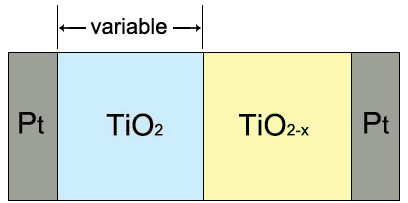 variable
Pt TiO₂ TiO₂₋ₓ Pt